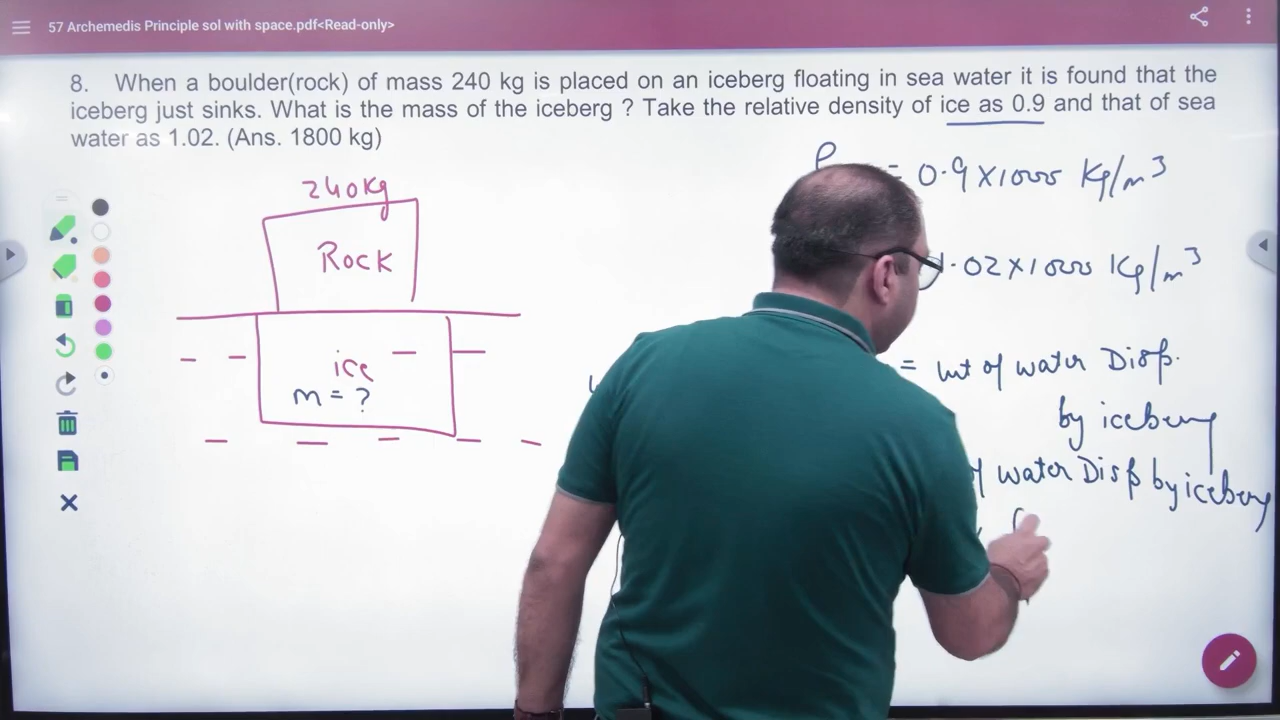 57 Archemedis Principle sol with space.pdf<Read-only>
8. When a boulder(rock) of mass 240 kg is placed on an iceberg floating in sea water it is found that the
iceberg just sinks. What is the mass of the iceberg ? Take the relative density of ice as 0.9 and that of sea
water as 1.02. (Ans. 1800 kg)
240kg
Rock
ice
m = ?
ρ = 0.9 X1000 Kg/m³
1.02X1000 Kg/m³
= wt of water Disp.
by iceberg
of water Disp by iceberg